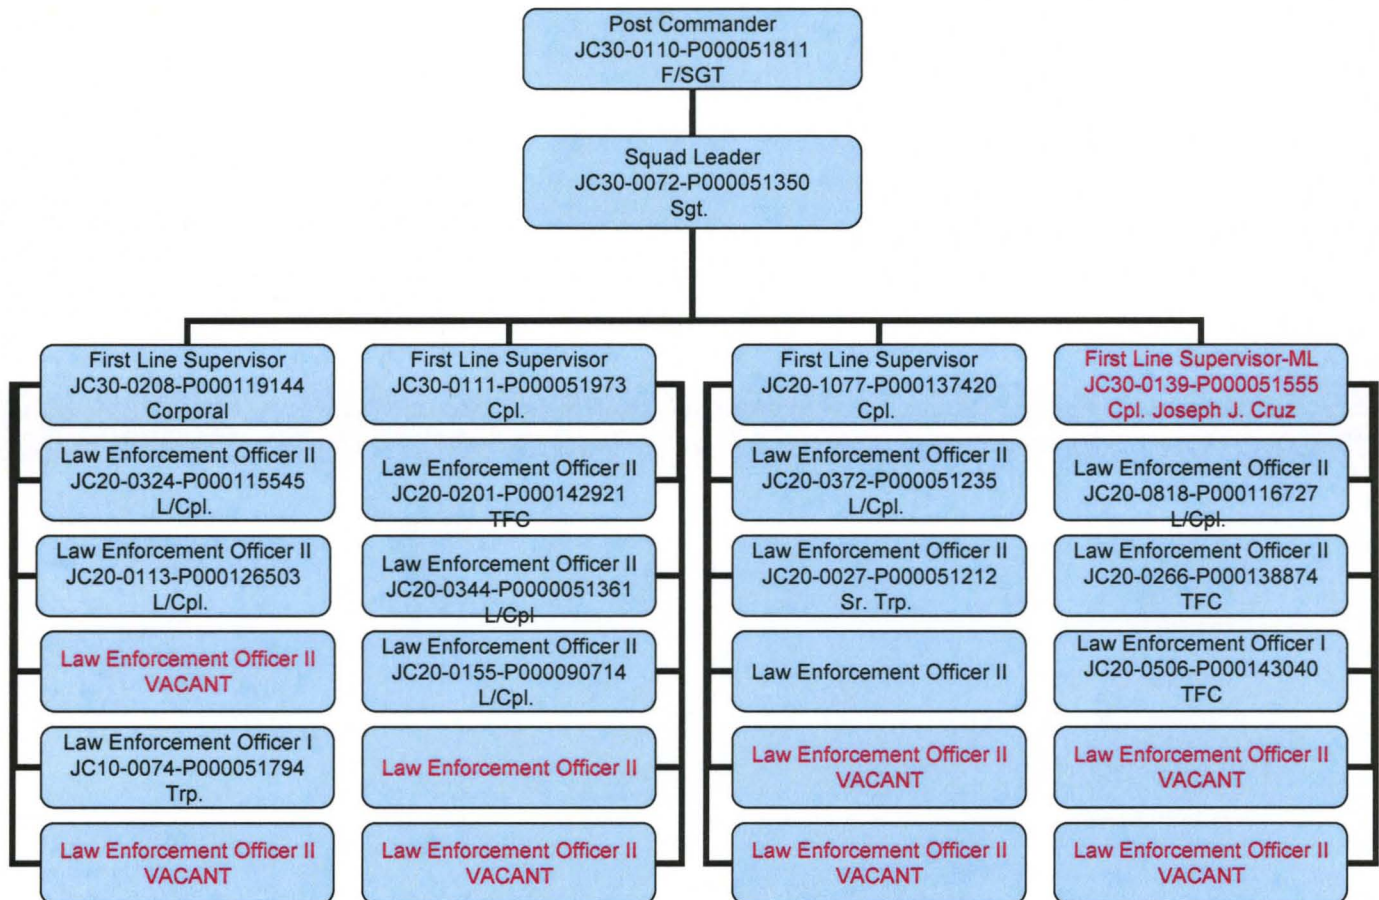 Post Commander
JC30-0110-P000051811
F/SGT
Squad Leader
JC30-0072-P000051350
Sgt.
First Line Supervisor
JC30-0208-P000119144
Corporal
Law Enforcement Officer II
JC20-0324-P000115545
L/Cpl.
Law Enforcement Officer II
JC20-0113-P000126503
L/Cpl.
Law Enforcement Officer II
VACANT
Law Enforcement Officer I
JC10-0074-P000051794
Trp.
Law Enforcement Officer II
VACANT
First Line Supervisor
JC30-0111-P000051973
Cpl.
Law Enforcement Officer II
JC20-0201-P000142921
TFC
Law Enforcement Officer II
JC20-0344-P0000051361
L/Cpl
Law Enforcement Officer II
JC20-0155-P000090714
L/Cpl.
Law Enforcement Officer II
Law Enforcement Officer II
VACANT
First Line Supervisor
JC20-1077-P000137420
Cpl.
Law Enforcement Officer II
JC20-0372-P000051235
L/Cpl.
Law Enforcement Officer II
JC20-0027-P000051212
Sr. Trp.
Law Enforcement Officer II
Law Enforcement Officer II
VACANT
Law Enforcement Officer II
VACANT
First Line Supervisor-ML
JC30-0139-P000051555
Cpl. Joseph J. Cruz
Law Enforcement Officer II
JC20-0818-P000116727
L/Cpl.
Law Enforcement Officer II
JC20-0266-P000138874
TFC
Law Enforcement Officer I
JC20-0506-P000143040
TFC
Law Enforcement Officer II
VACANT
Law Enforcement Officer II
VACANT